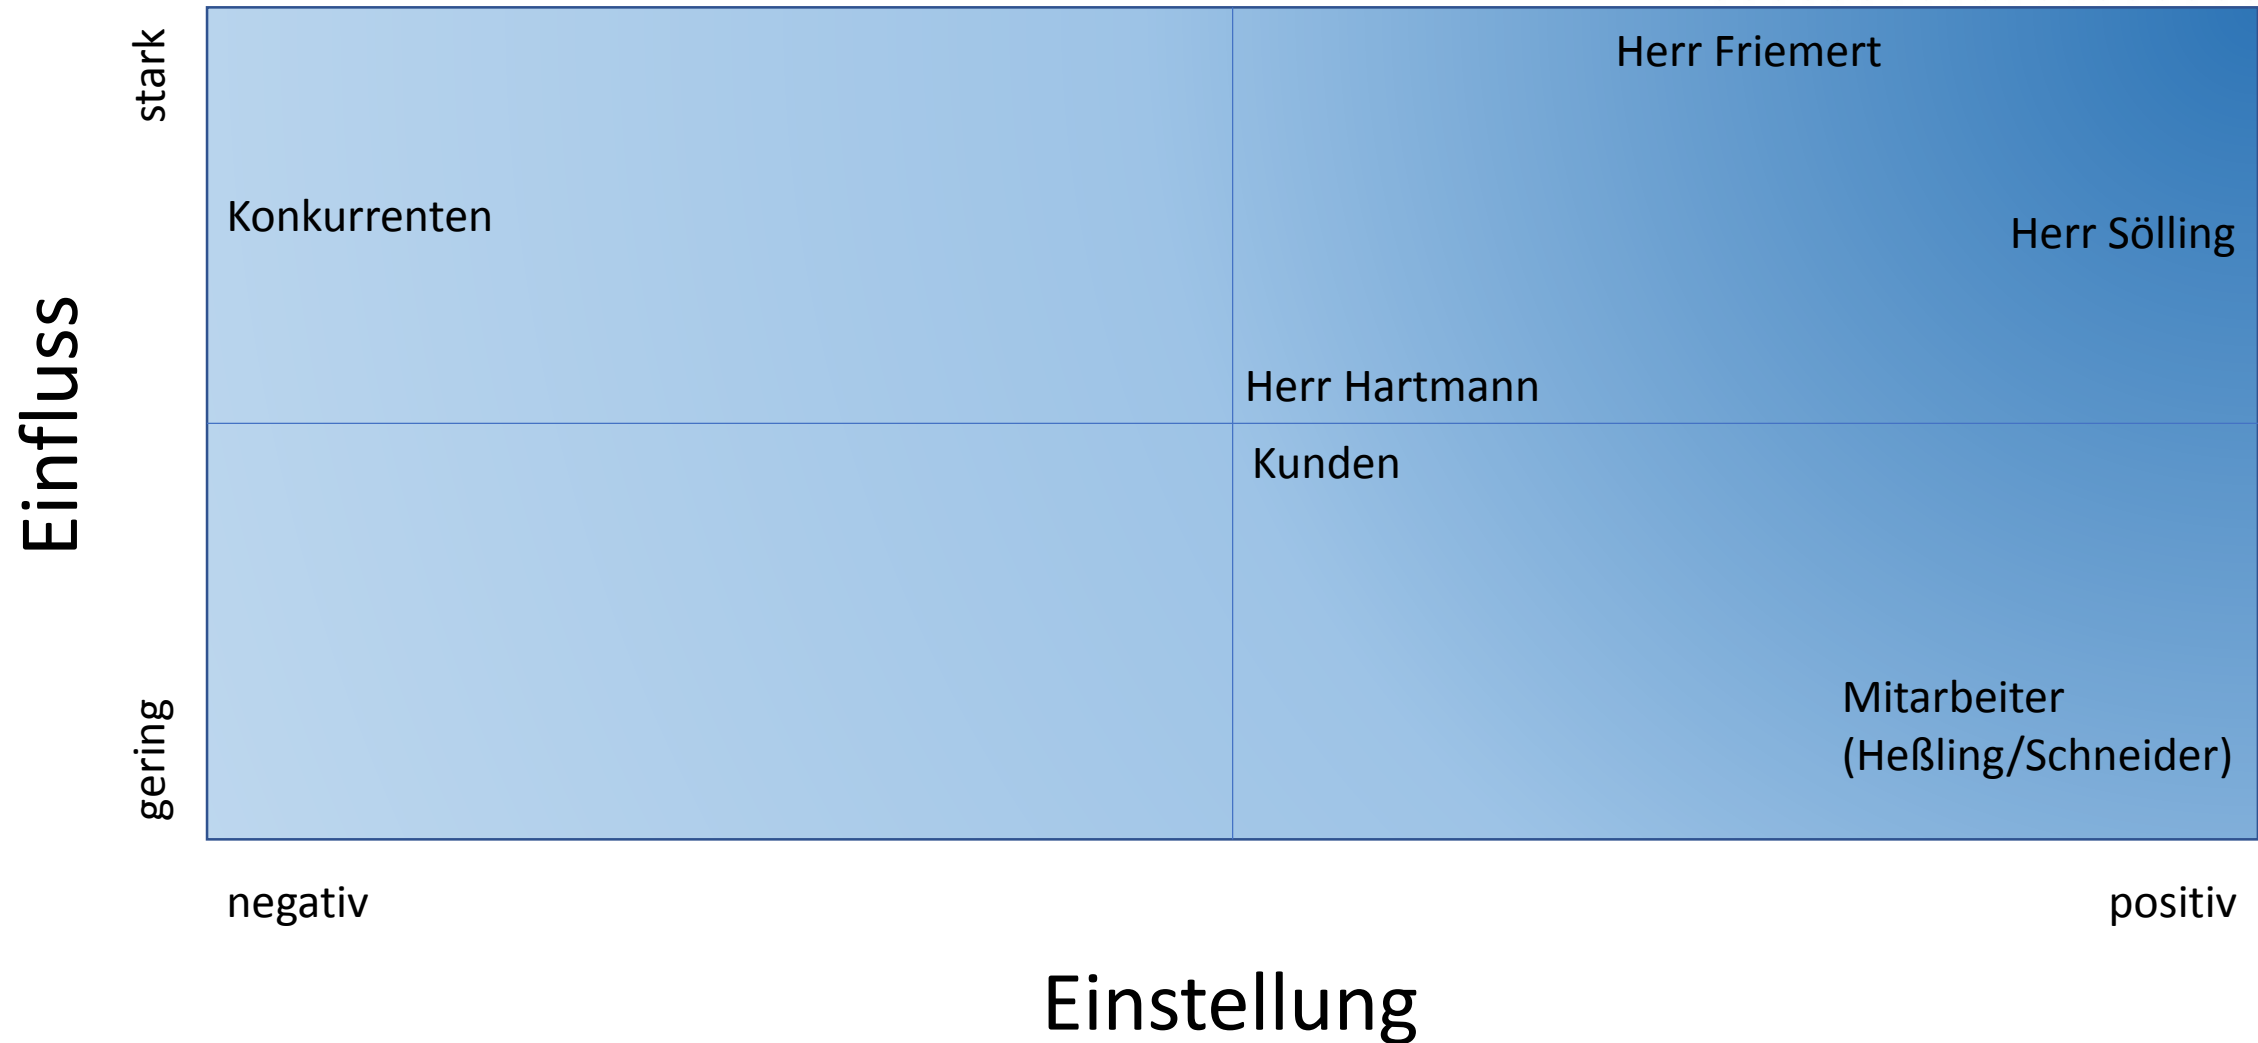 stark
Herr Friemert
Konkurrenten
Herr Sölling
Einfluss
Herr Hartmann
Kunden
gering
Mitarbeiter
(Heßling/Schneider)
negativ
positiv
Einstellung